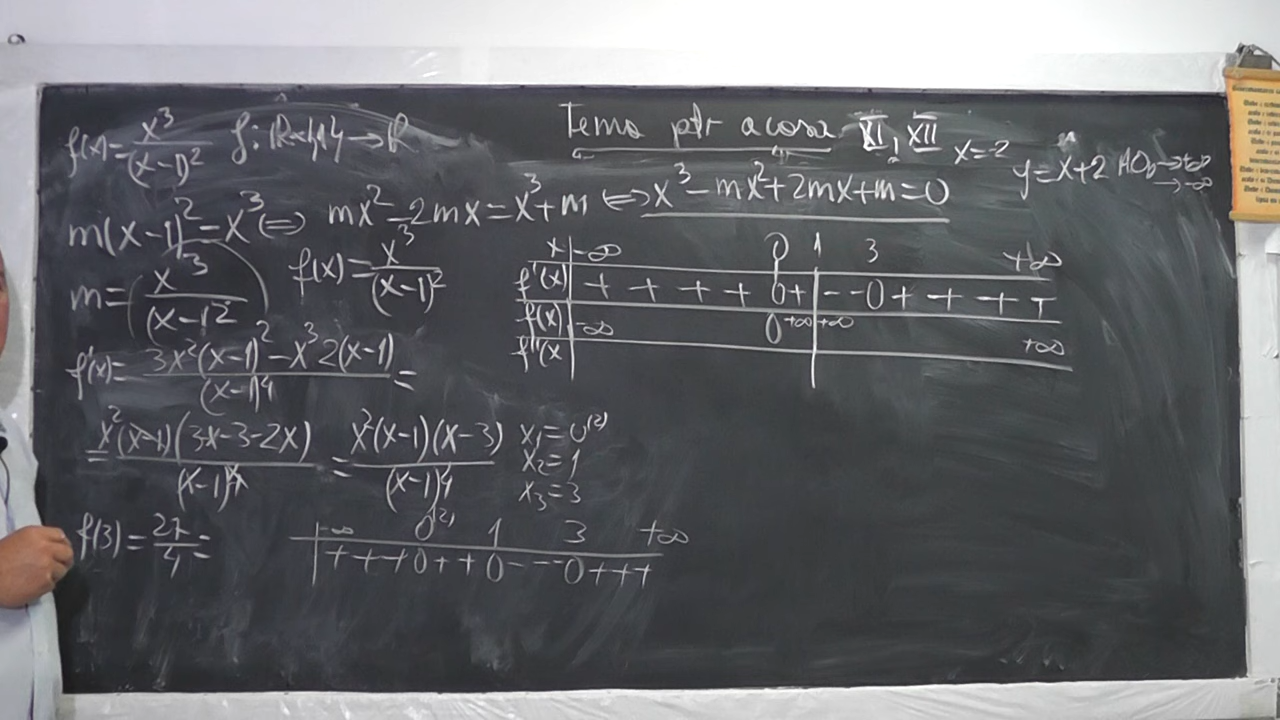 Tema ptr acasa XI, XII
f(x)=x³/(x-1)² f:R\{1}→R
x=2 y=x+2 AOb→+∞
→-∞
m(x-1)²=x³⇔ mx²-2mx=x³+m ⇔x³-mx²+2mx+m=0
m=x³/(x-1)² f(x)=x³/(x-1)²
x -∞ 0 1 3 +∞
f'(x) + + + + 0+ - -0 + + + +
f(x) -∞ 0 +∞ +∞ +∞
f''(x
f'(x)= 3x²(x-1)²-x³2(x-1)/(x-1)⁴ =
= x²(x-1)(3x-3-2x)/(x-1)⁴ = x²(x-1)(x-3)/(x-1)⁴
x₁=0⁽²⁾
x₂=1
x₃=3
f(3)=27/4=
-∞ 0⁽²⁾ 1 3 +∞
+ + + 0 + + 0 - - - 0 + + +